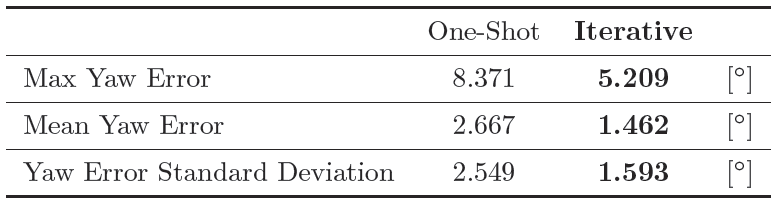 One-Shot Iterative
Max Yaw Error 8.371 5.209 [°]
Mean Yaw Error 2.667 1.462 [°]
Yaw Error Standard Deviation 2.549 1.593 [°]